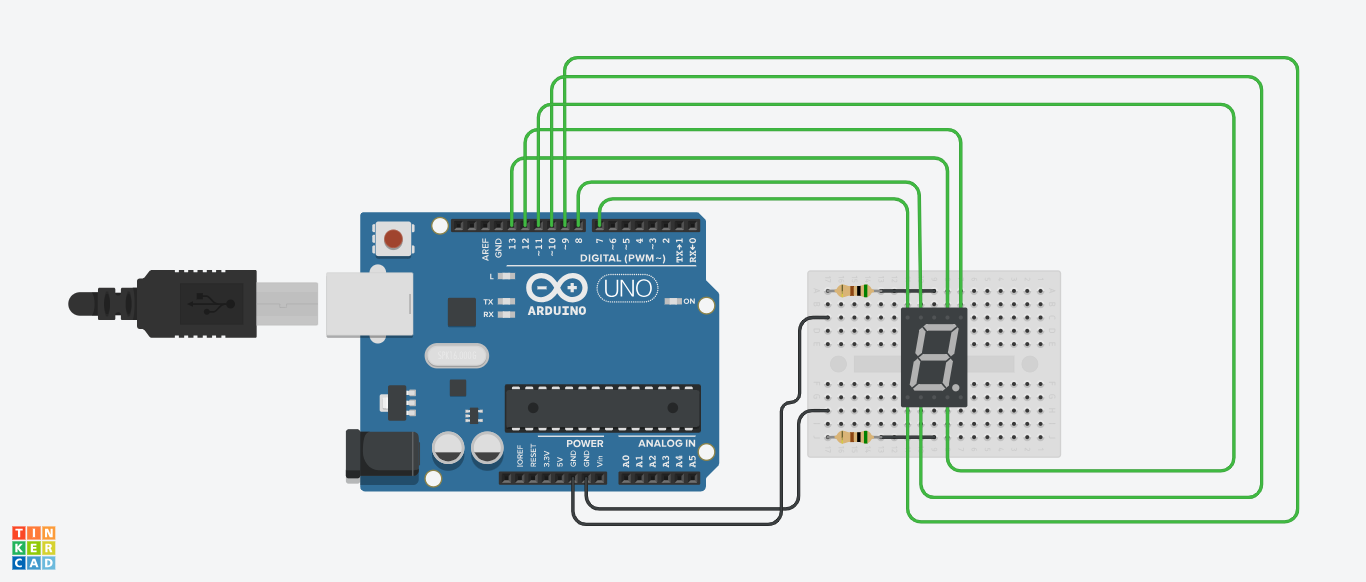 AREF
GND
13
12
~11
~10
~9
8
7
~6
~5
4
~3
2
TX→1
RX←0
DIGITAL (PWM~)
L
TX
RX
ARDUINO
UNO
ON
POWER
ANALOG IN
IOREF
RESET
3.3V
5V
GND
GND
Vin
A0
A1
A2
A3
A4
A5
TIN
KER
CAD